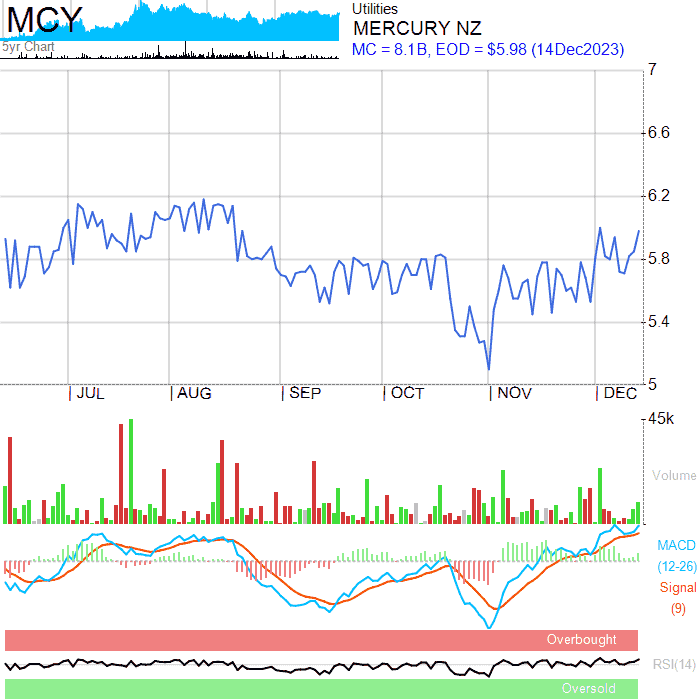 MCY
5yr Chart
Utilities
MERCURY NZ
MC = 8.1B, EOD = $5.98 (14Dec2023)
7
6.6
6.2
5.8
5.4
5
JUL AUG SEP OCT NOV DEC
45k
Volume
MACD
(12-26)
Signal
(9)
Overbought
RSI(14)
Oversold